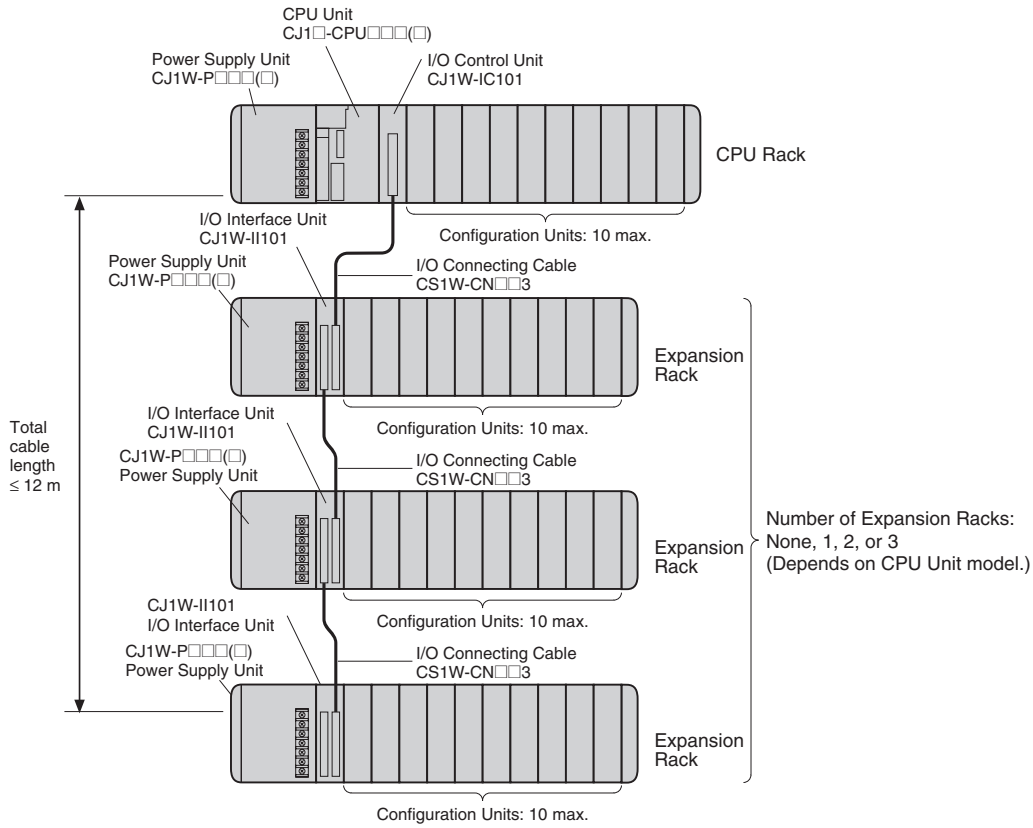 CPU Unit
CJ1□-CPU□□□(□)
Power Supply Unit
CJ1W-P□□□(□)
I/O Control Unit
CJ1W-IC101
CPU Rack
I/O Interface Unit
CJ1W-II101
Configuration Units: 10 max.
Power Supply Unit
CJ1W-P□□□(□)
I/O Connecting Cable
CS1W-CN□□3
Expansion
Rack
I/O Interface Unit
CJ1W-II101
Configuration Units: 10 max.
Total
cable
length
≤ 12 m
CJ1W-P□□□(□)
Power Supply Unit
I/O Connecting Cable
CS1W-CN□□3
Number of Expansion Racks:
None, 1, 2, or 3
(Depends on CPU Unit model.)
Expansion
Rack
CJ1W-II101
I/O Interface Unit
Configuration Units: 10 max.
CJ1W-P□□□(□)
Power Supply Unit
I/O Connecting Cable
CS1W-CN□□3
Expansion
Rack
Configuration Units: 10 max.